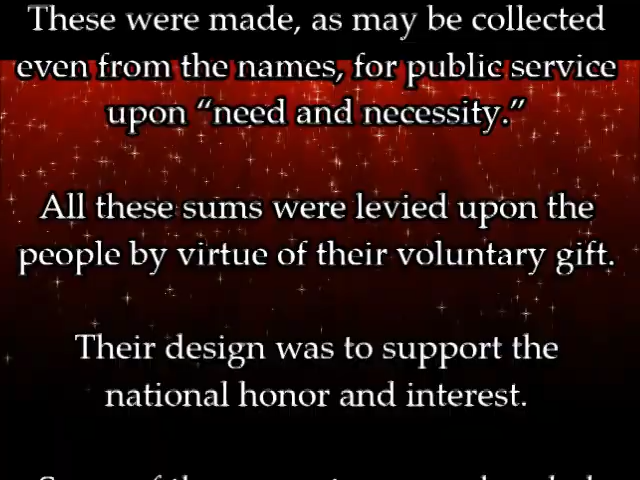 These were made, as may be collected
even from the names, for public service
upon “need and necessity.”
All these sums were levied upon the
people by virtue of their voluntary gift.
Their design was to support the
national honor and interest.